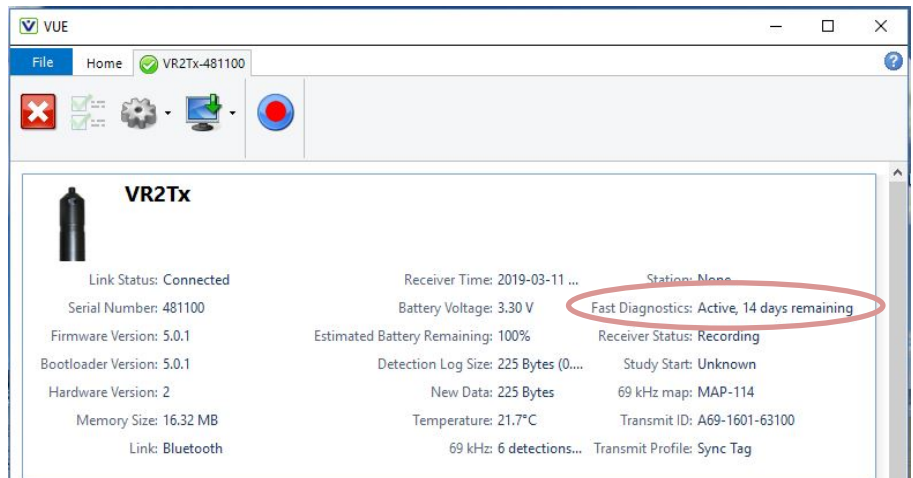 VUE
File Home VR2Tx-481100
VR2Tx
Link Status: Connected Receiver Time: 2019-03-11 ... Station: None
Serial Number: 481100 Battery Voltage: 3.30 V Fast Diagnostics: Active, 14 days remaining
Firmware Version: 5.0.1 Estimated Battery Remaining: 100% Receiver Status: Recording
Bootloader Version: 5.0.1 Detection Log Size: 225 Bytes (0.... Study Start: Unknown
Hardware Version: 2 New Data: 225 Bytes 69 kHz map: MAP-114
Memory Size: 16.32 MB Temperature: 21.7°C Transmit ID: A69-1601-63100
Link: Bluetooth 69 kHz: 6 detections... Transmit Profile: Sync Tag